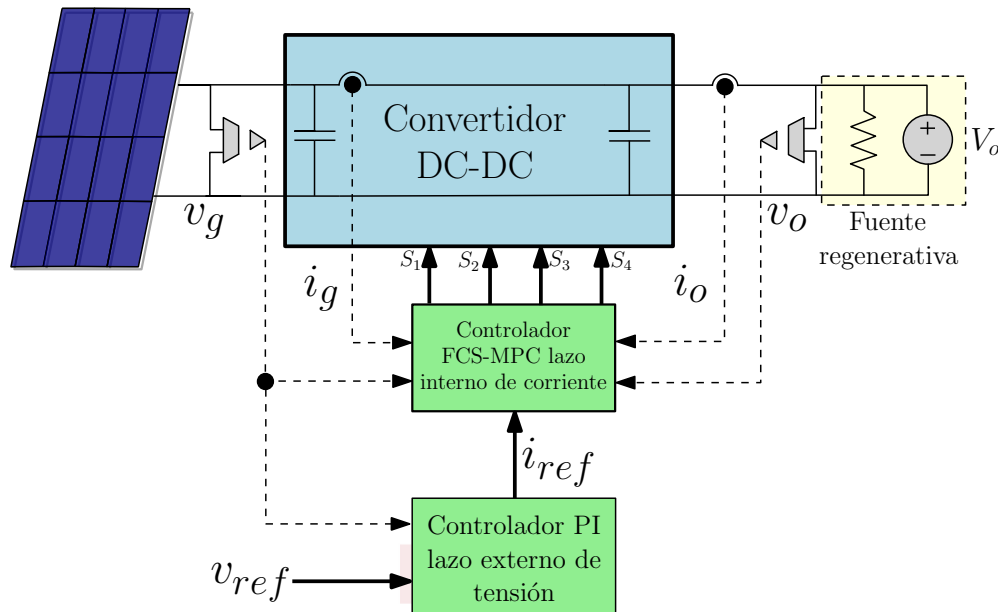 Convertidor
DC-DC
v_g
v_o
V_o
+
−
Fuente
regenerativa
S_1
S_2
S_3
S_4
i_g
i_o
Controlador
FCS-MPC lazo
interno de corriente
i_ref
Controlador PI
lazo externo de
tensión
v_ref